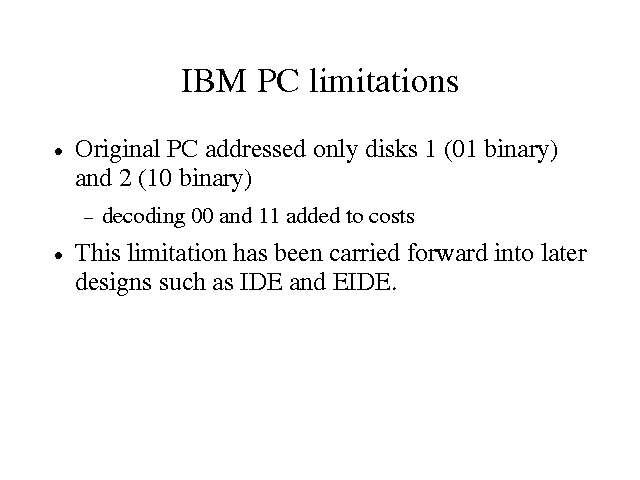 IBM PC limitations
• Original PC addressed only disks 1 (01 binary)
and 2 (10 binary)
– decoding 00 and 11 added to costs
• This limitation has been carried forward into later
designs such as IDE and EIDE.